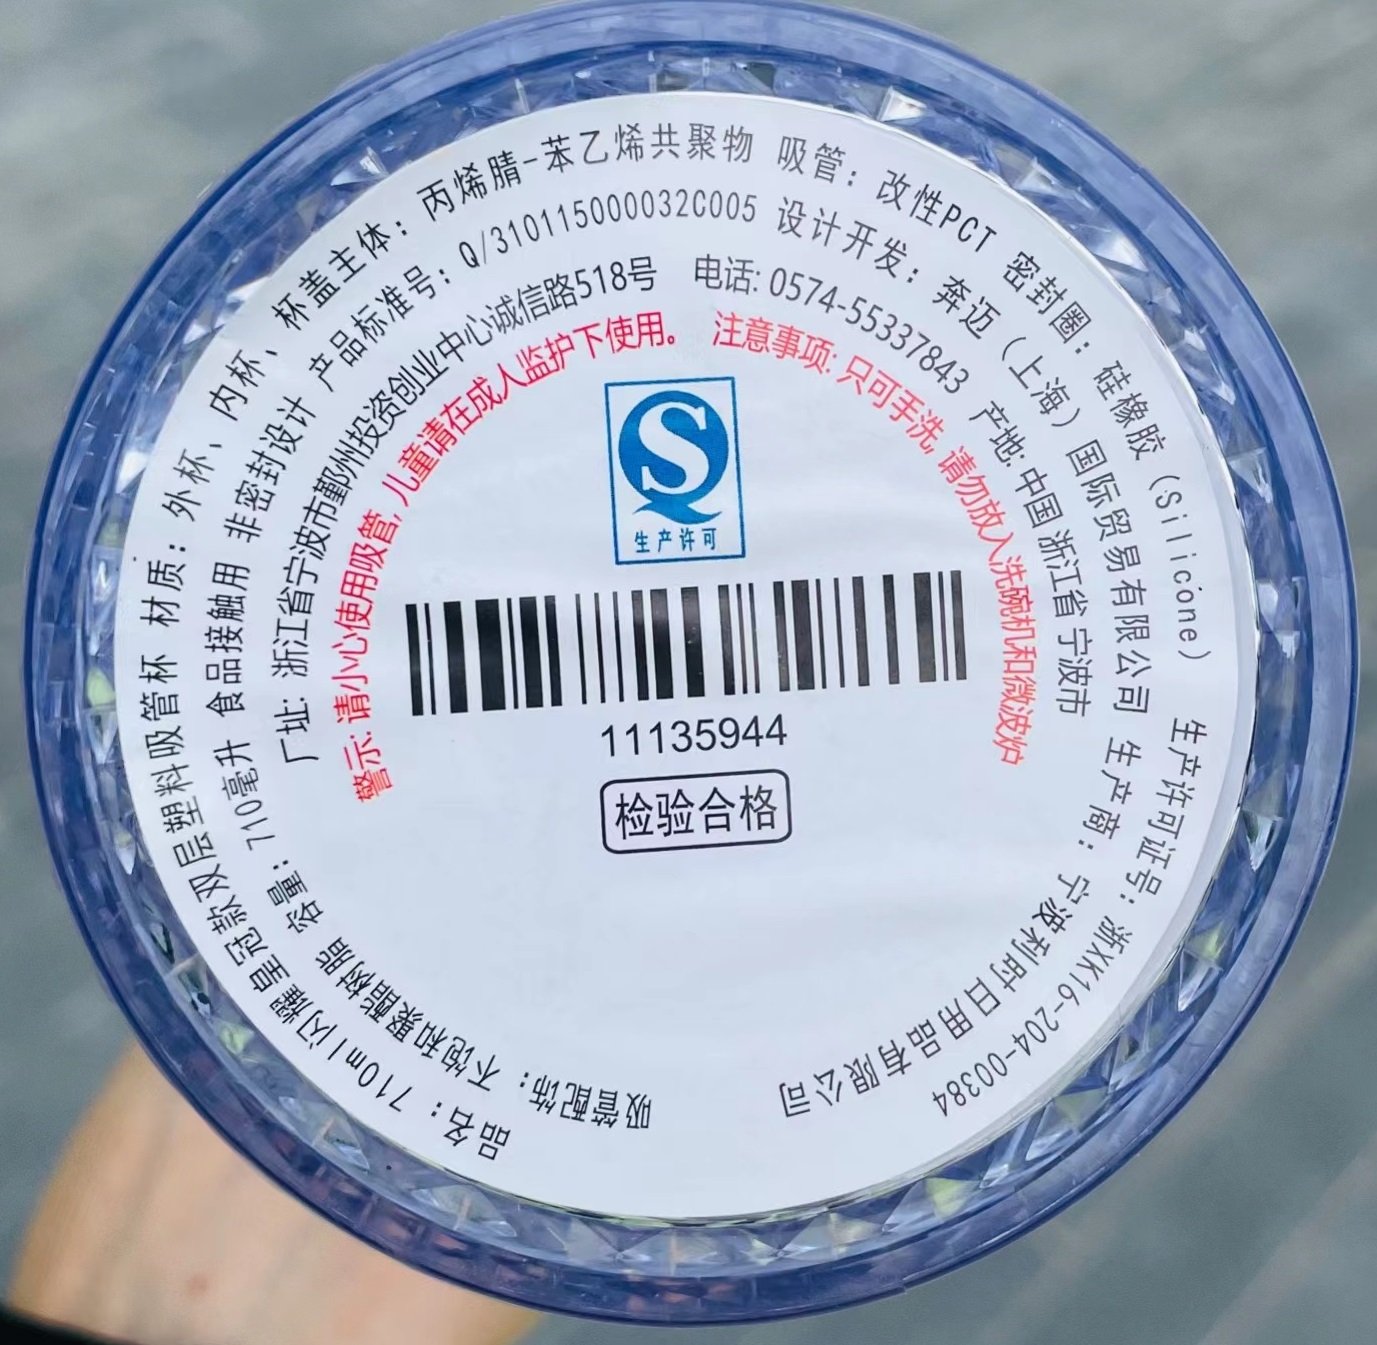 品名：710ml闪耀皇冠款双层塑料吸管杯 材质：外杯、内杯、杯盖主体：丙烯腈-苯乙烯共聚物 吸管：改性PCT 密封圈：硅橡胶（Silicone） 生产许可证号：浙XK16-204-00384
吸管配饰：不饱和聚酯树脂 容量：710毫升 食品接触用 非密封设计 产品标准号：Q/310115000032C005 设计开发：奔迈（上海）国际贸易有限公司 生产商：宁波利时日用品有限公司
厂址: 浙江省宁波市鄞州投资创业中心诚信路518号 电话: 0574-55337843 产地: 中国 浙江省 宁波市
警示: 请小心使用吸管, 儿童请在成人监护下使用。 注意事项: 只可手洗, 请勿放入洗碗机和微波炉
QS
生产许可
11135944
检验合格